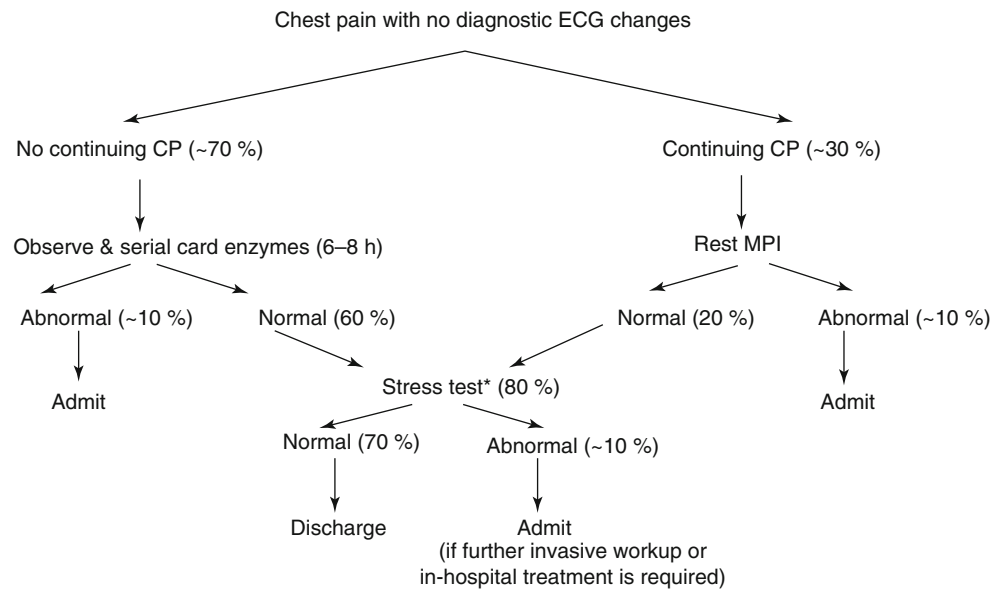 Chest pain with no diagnostic ECG changes
No continuing CP (~70 %)
Continuing CP (~30 %)
Observe & serial card enzymes (6–8 h)
Rest MPI
Abnormal (~10 %)
Normal (60 %)
Normal (20 %)
Abnormal (~10 %)
Stress test* (80 %)
Admit
Admit
Normal (70 %)
Abnormal (~10 %)
Discharge
Admit
(if further invasive workup or
in-hospital treatment is required)